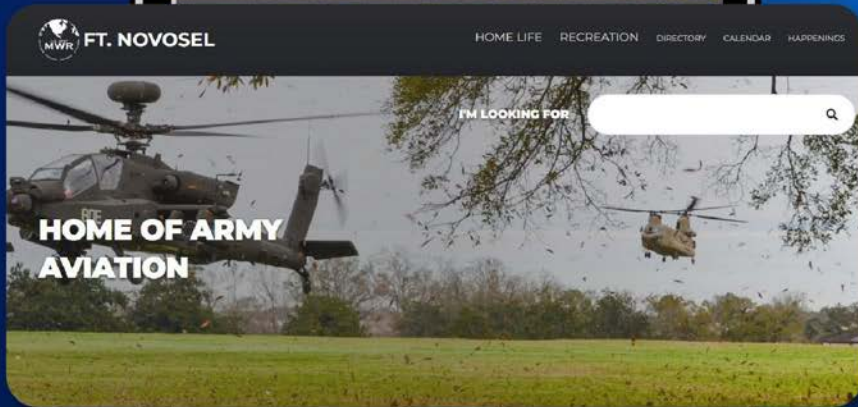 MWR FT. NOVOSEL
HOME LIFE RECREATION DIRECTORY CALENDAR HAPPENINGS
I'M LOOKING FOR
HOME OF ARMY
AVIATION